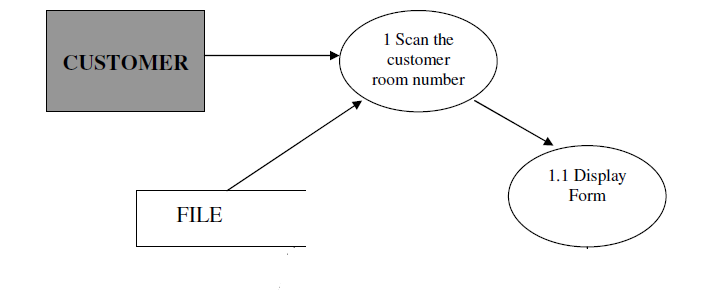 CUSTOMER
1 Scan the
customer
room number
1.1 Display
Form
FILE